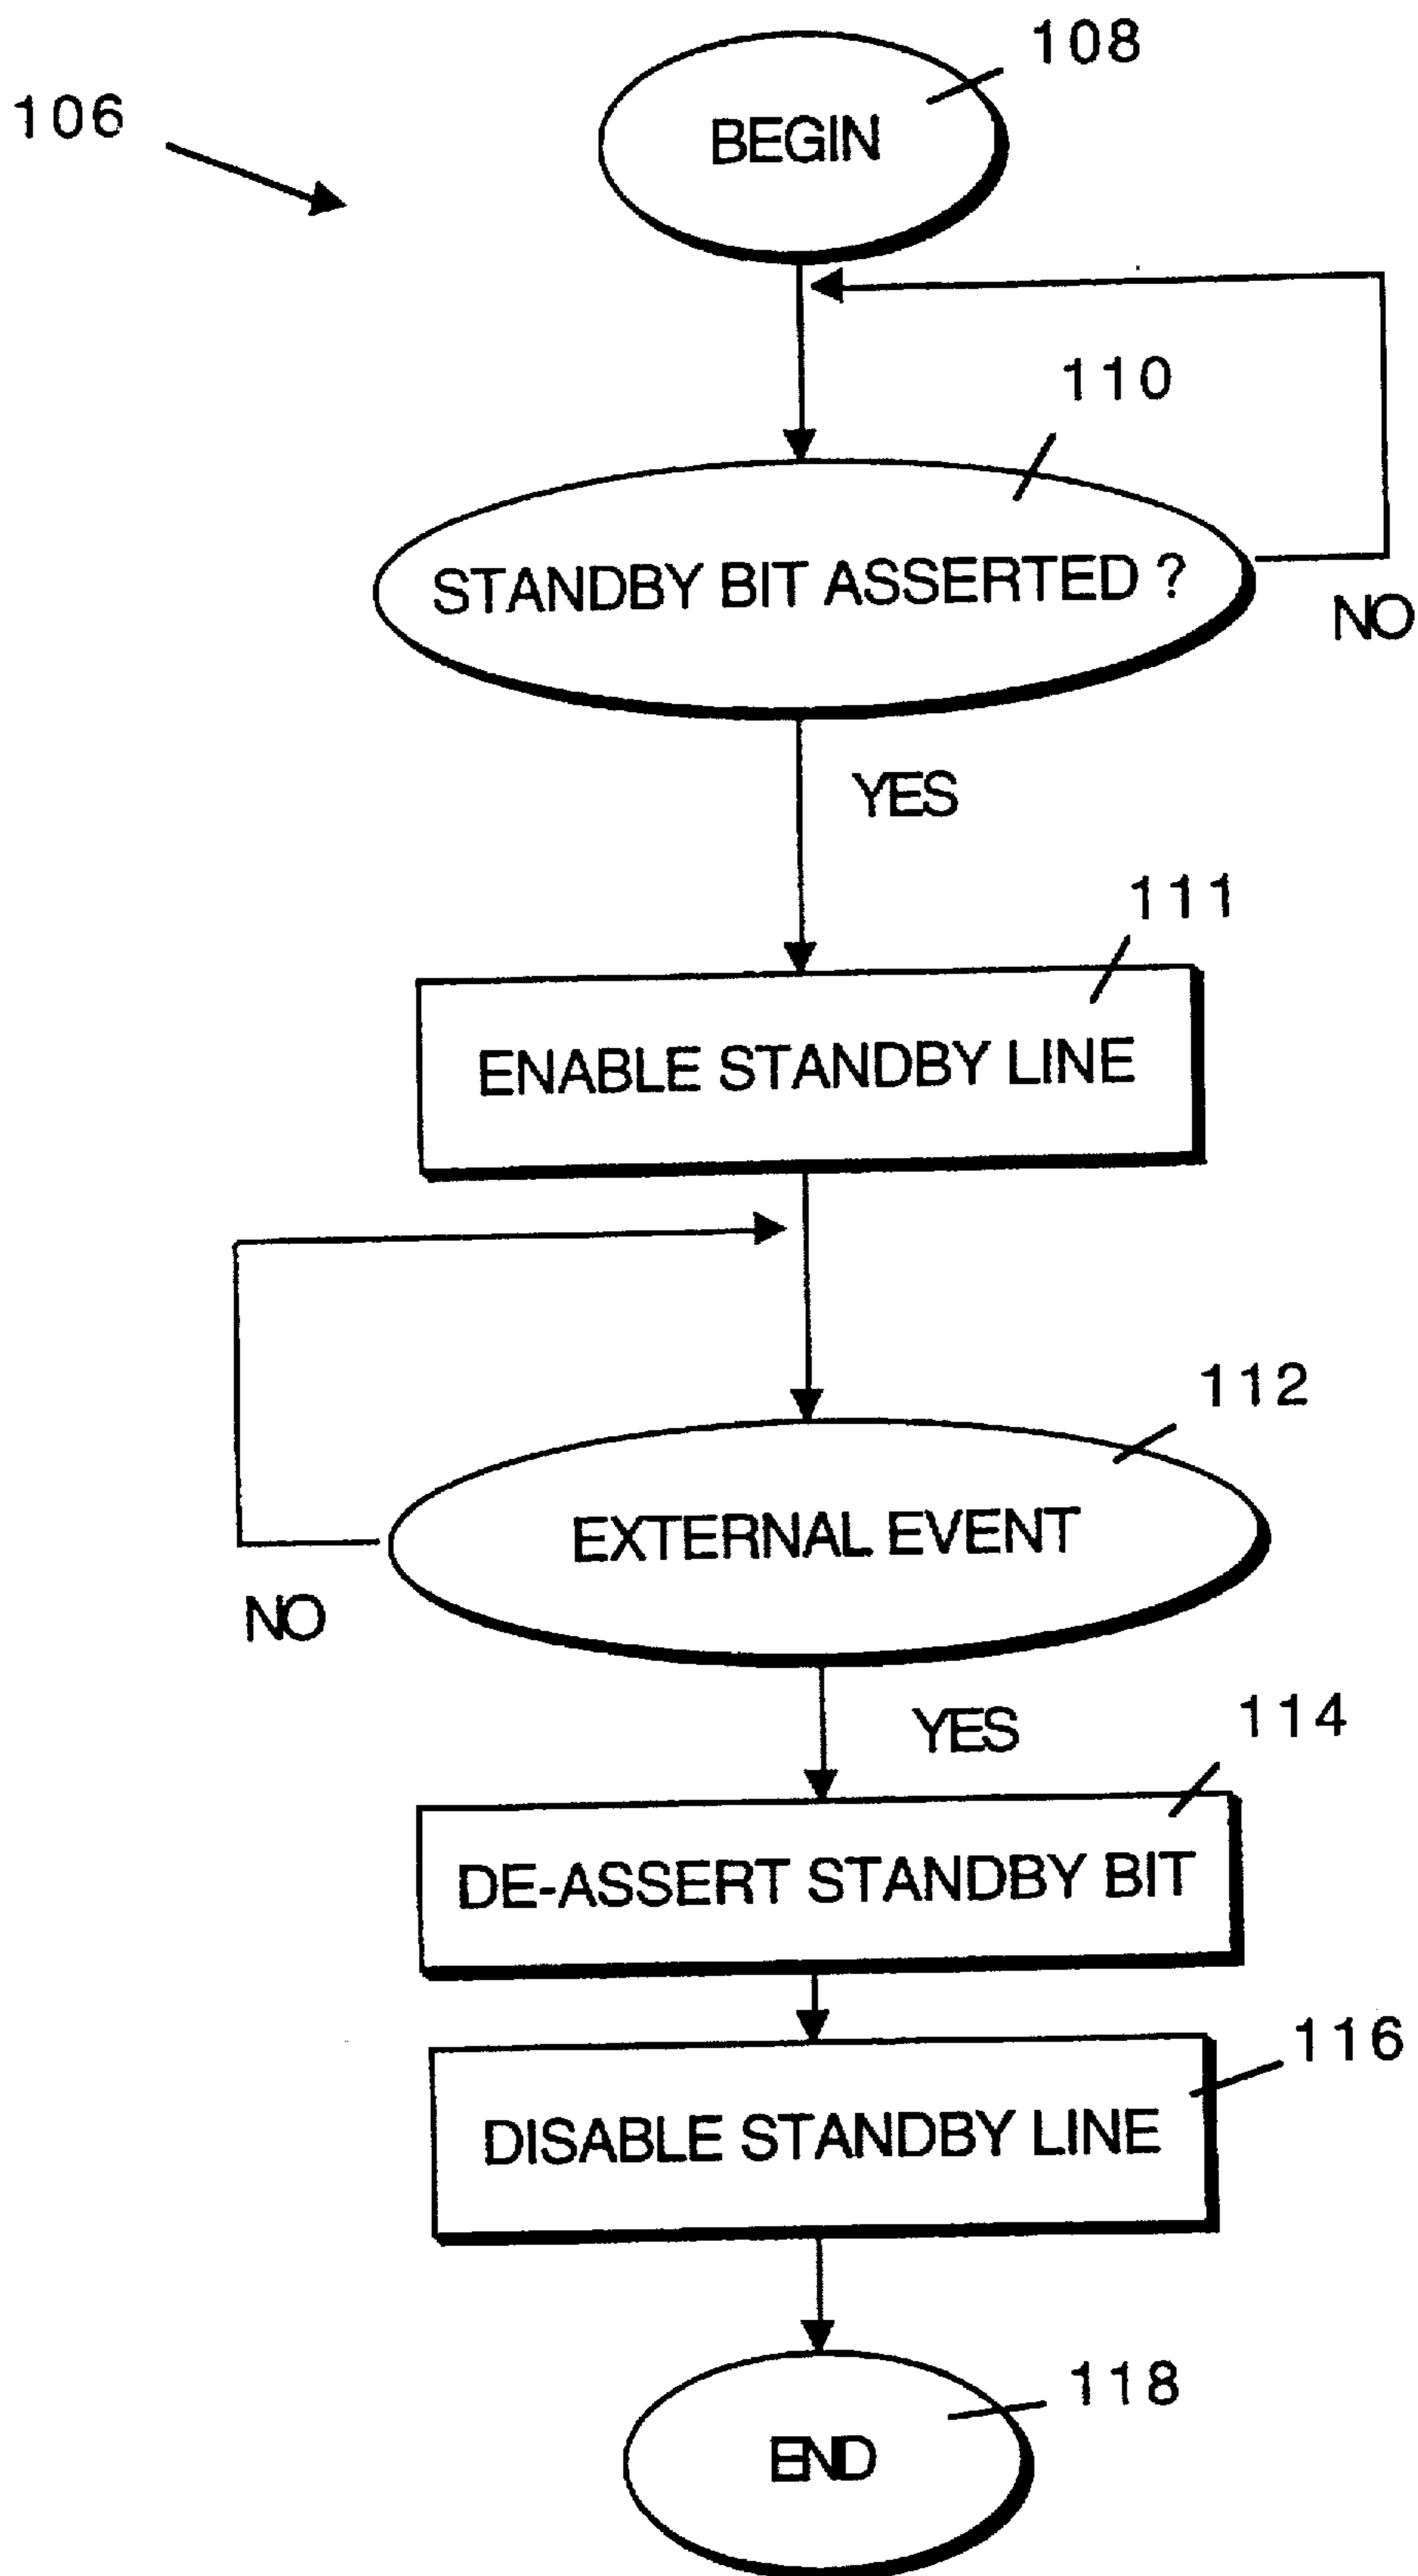 108
106
BEGIN
110
STANDBY BIT ASSERTED ?
NO
YES
111
ENABLE STANDBY LINE
112
EXTERNAL EVENT
NO
YES
114
DE-ASSERT STANDBY BIT
116
DISABLE STANDBY LINE
118
END